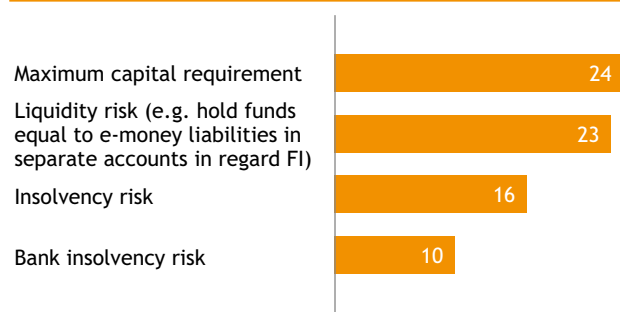 Maximum capital requirement 24
Liquidity risk (e.g. hold funds
equal to e-money liabilities in 23
separate accounts in regard FI)
Insolvency risk 16
Bank insolvency risk 10